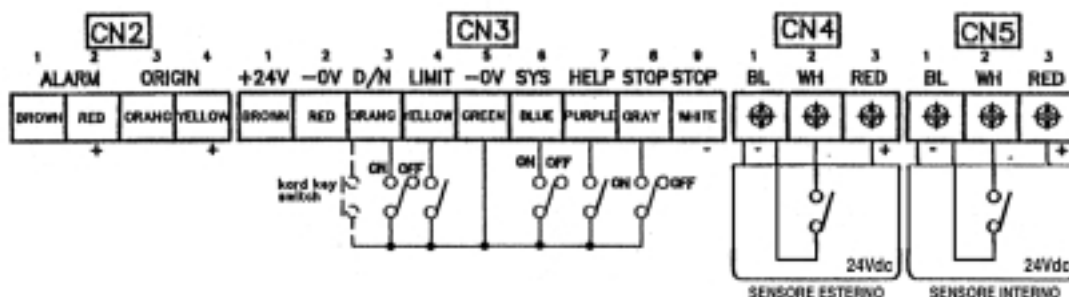 CN2 CN3 CN4 CN5
1 2 3 4 1 2 3 4 5 6 7 8 9 1 2 3 1 2 3
ALARM ORIGIN +24V -0V D/N LIMIT -0V SYS HELP STOP STOP BL WH RED BL WH RED
BROWN RED ORANG YELLOW BROWN RED ORANG YELLOW GREEN BLUE PURPLE GRAY WHITE
+ + - - + - +
ON OFF ON OFF
kord key
switch
ON OFF
24Vdc 24Vdc
SENSORE ESTERNO SENSORE INTERNO